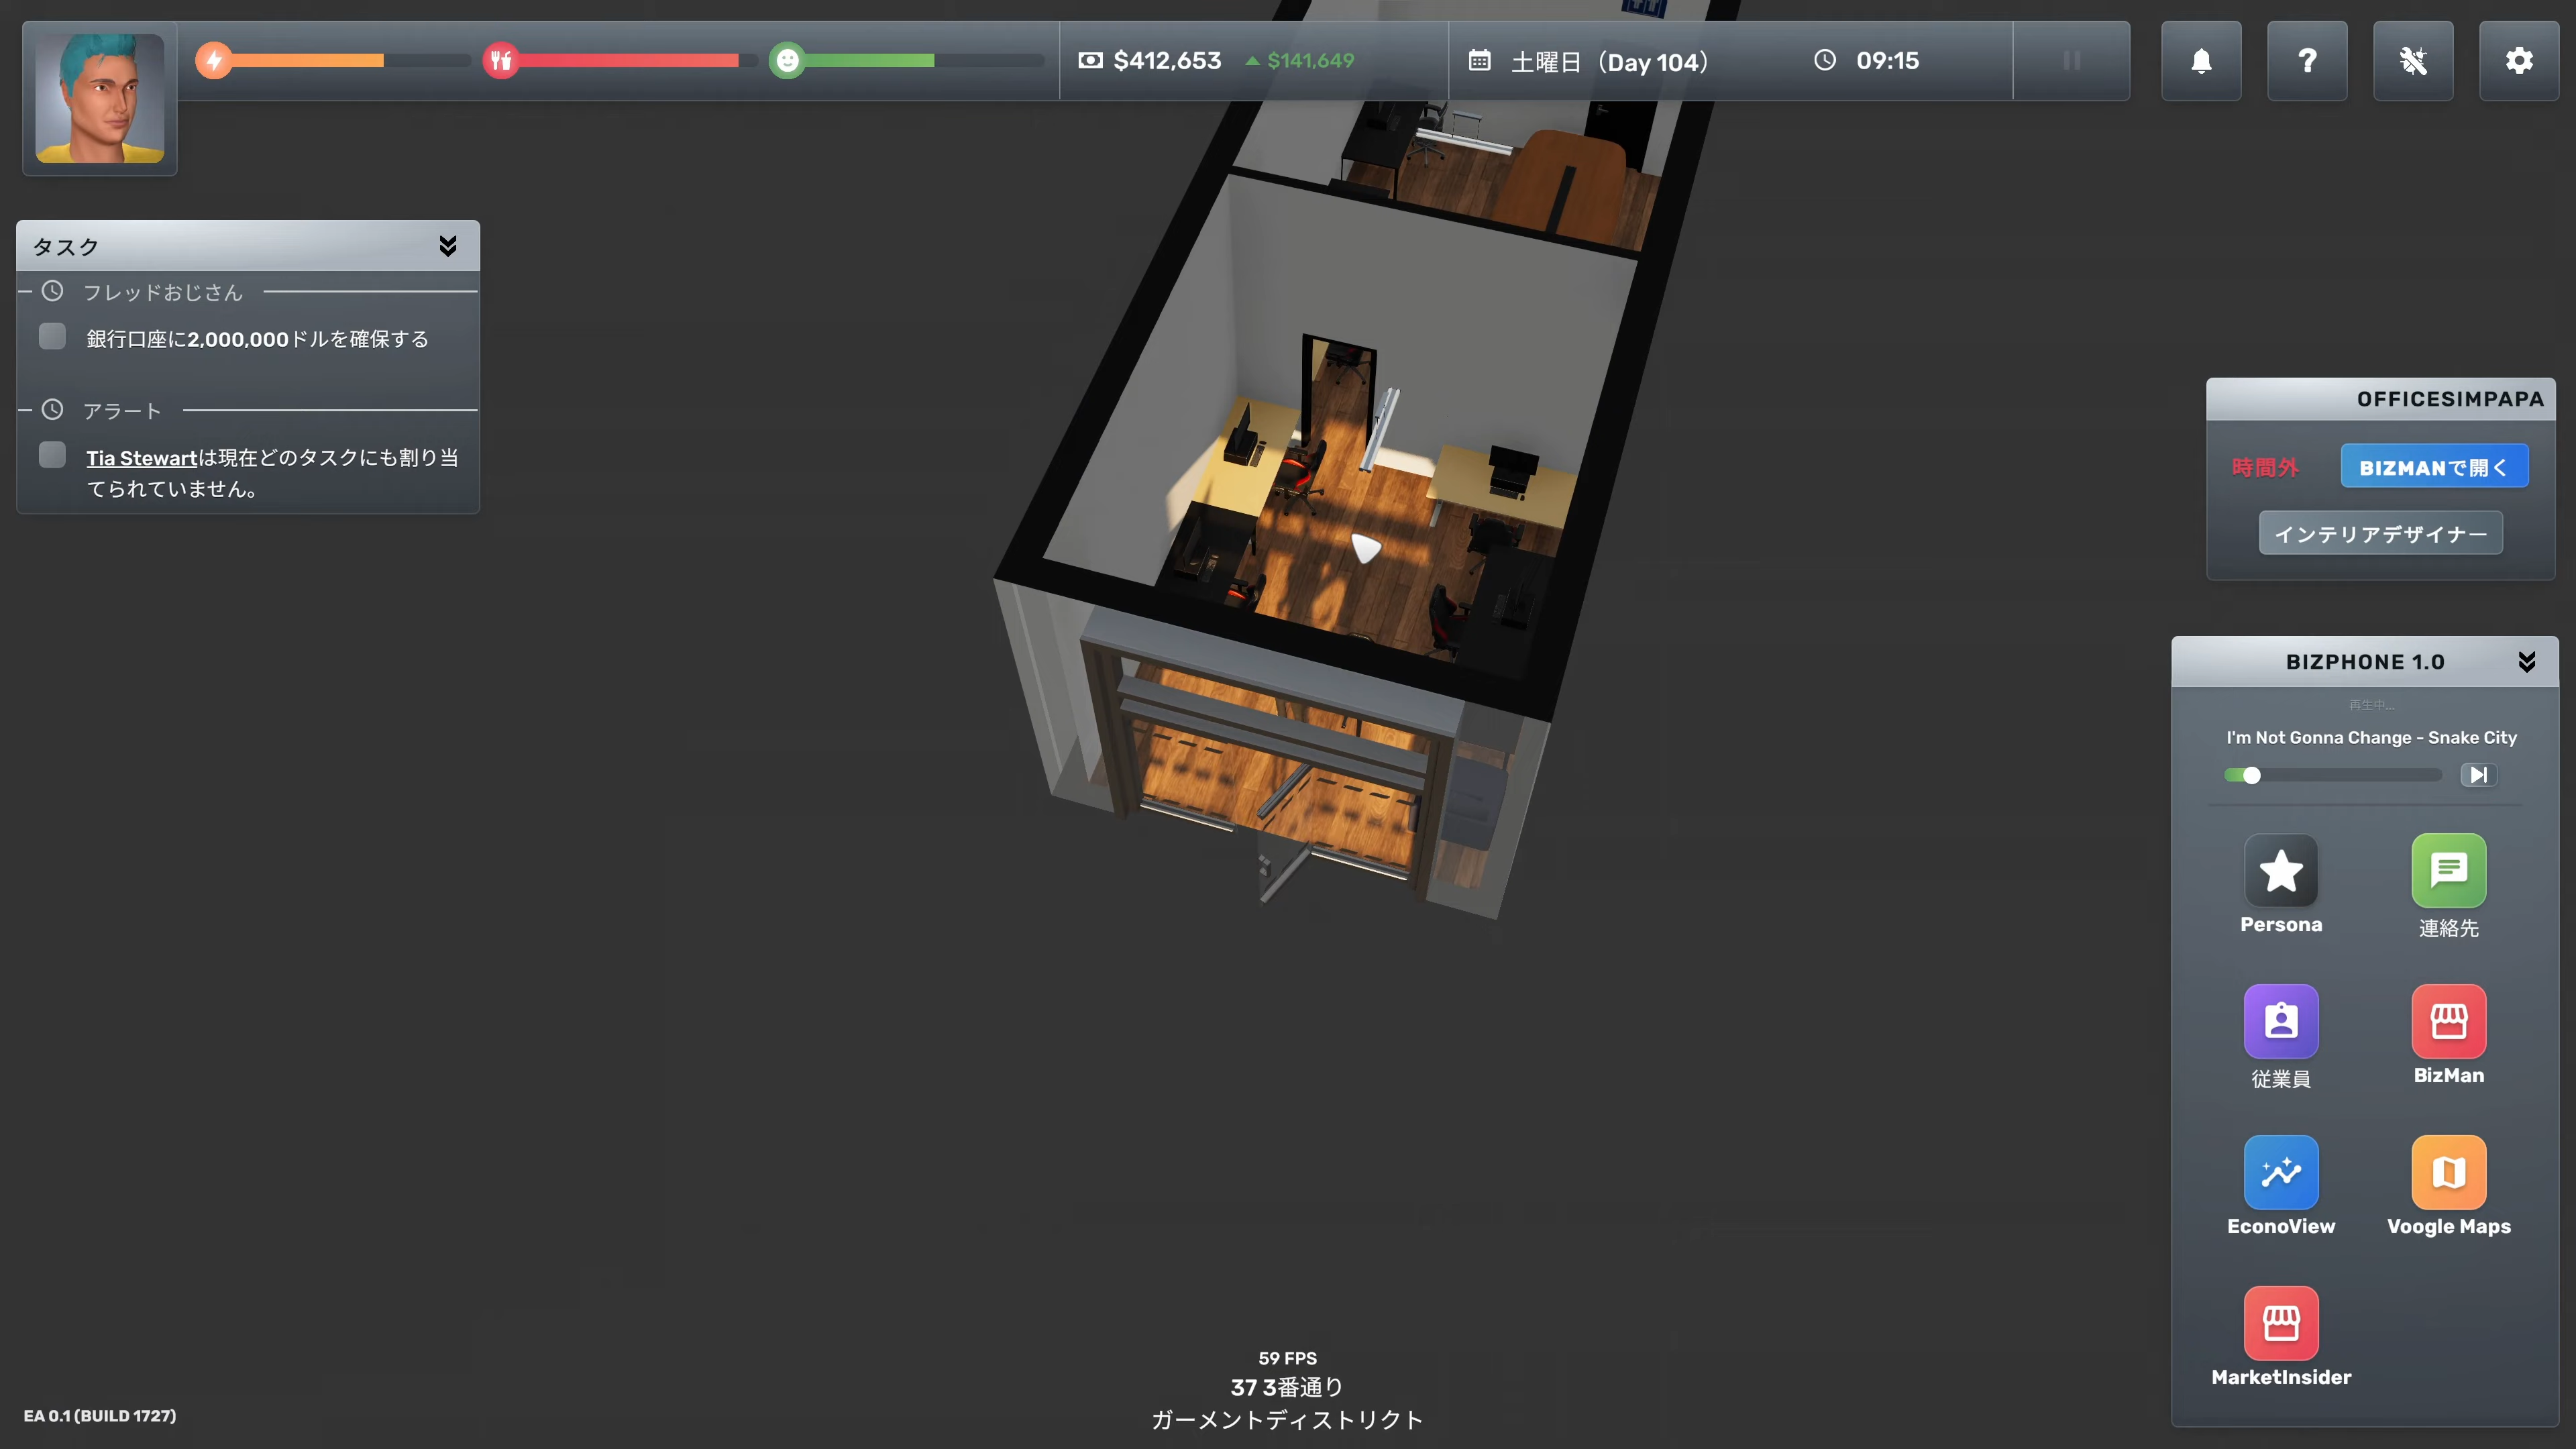 $412,653
$141,649
土曜日（Day 104）
09:15
タスク
フレッドおじさん
銀行口座に2,000,000ドルを確保する
アラート
Tia Stewartは現在どのタスクにも割り当
てられていません。
OFFICESIMPAPA
時間外
BIZMANで開く
インテリアデザイナー
BIZPHONE 1.0
再生中...
I'm Not Gonna Change - Snake City
Persona
連絡先
従業員
BizMan
EconoView
Voogle Maps
MarketInsider
59 FPS
37 3番通り
ガーメントディストリクト
EA 0.1 (BUILD 1727)